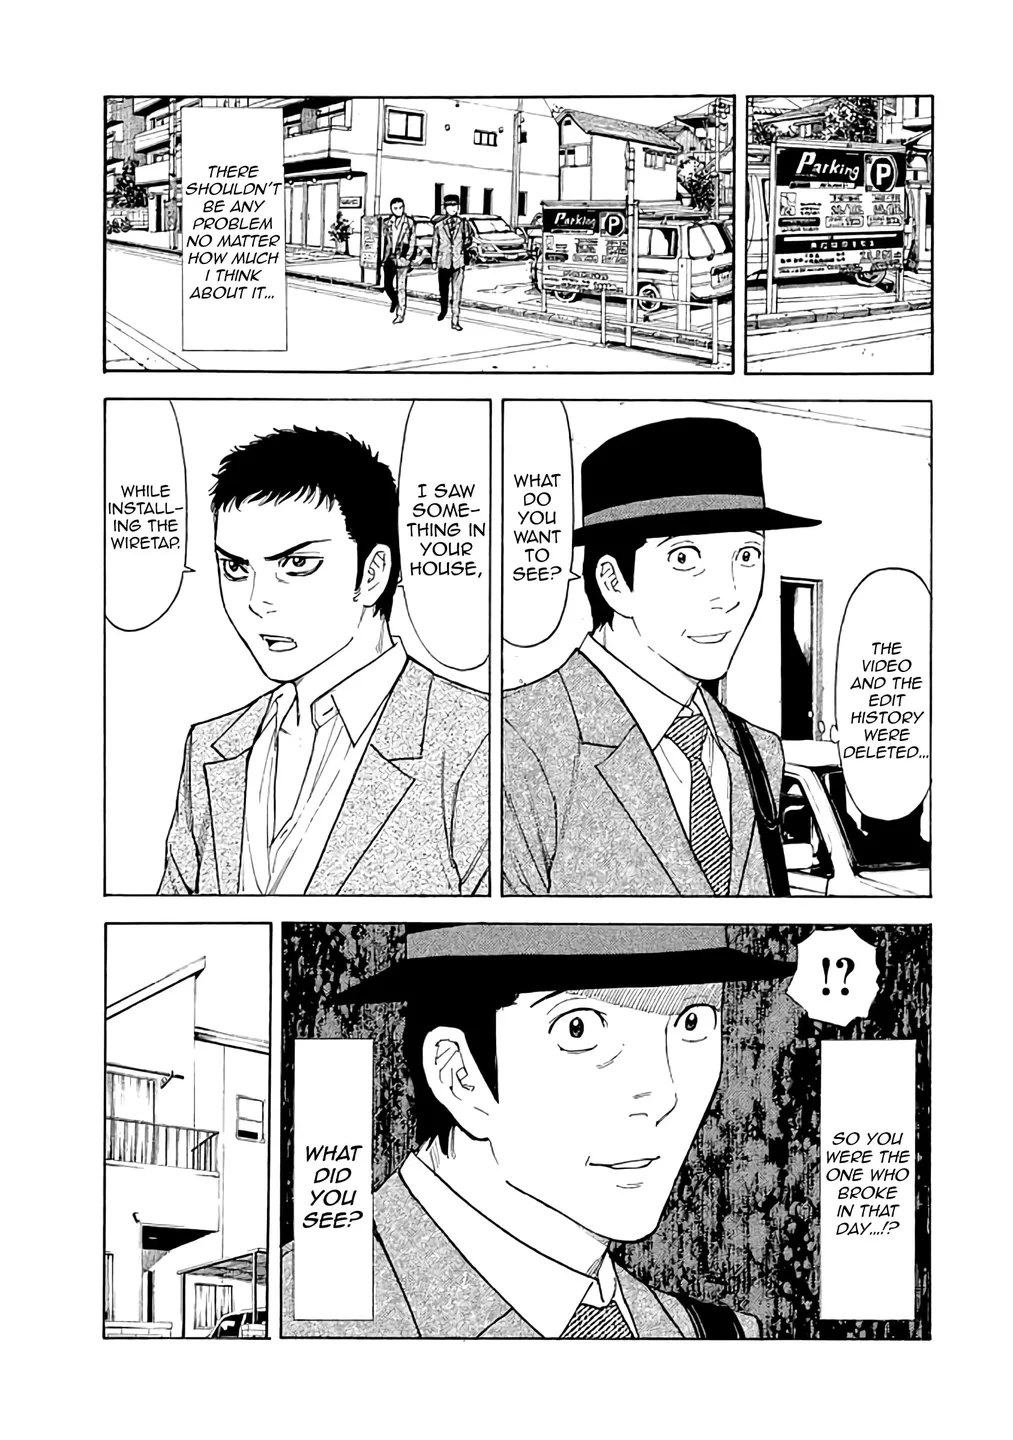 Parking P
THERE
SHOULDN'T
BE ANY
PROBLEM
NO MATTER
HOW MUCH
I THINK
ABOUT IT...
Parking P
THE
VIDEO
AND THE
EDIT
HISTORY
WERE
DELETED...
WHAT
DO
YOU
WANT
TO
SEE?
I SAW
SOME-
THING IN
YOUR
HOUSE,
WHILE
INSTALL-
ING THE
WIRETAP.
!?
SO YOU
WERE THE
ONE WHO
BROKE
IN THAT
DAY...!?
WHAT
DID
YOU
SEE?